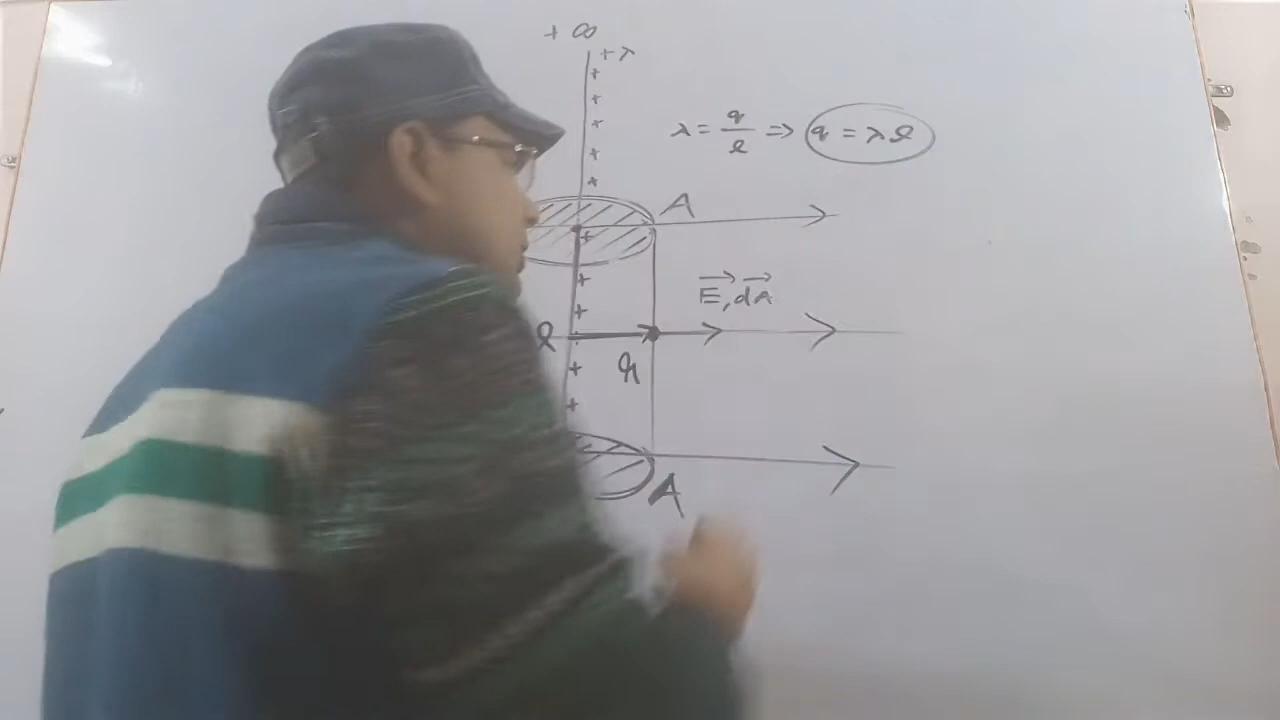 + ∞
+ λ
+
+
+
+
+
λ = q/l ⇒ q = λl
A
+
+
+
E⃗, dA⃗
l
r
+
+
A